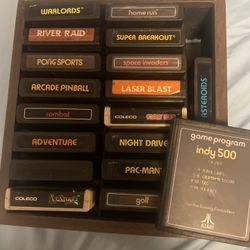 WARLORDS
RIVER RAID
PONG SPORTS
ARCADE PINBALL
combat
ADVENTURE
COLECO
home run
SUPER BREAKOUT
space invaders
LASER BLAST
COLECO
NIGHT DRIVER
PAC-MAN
golf
ASTEROIDS
game program
indy 500
ATARI